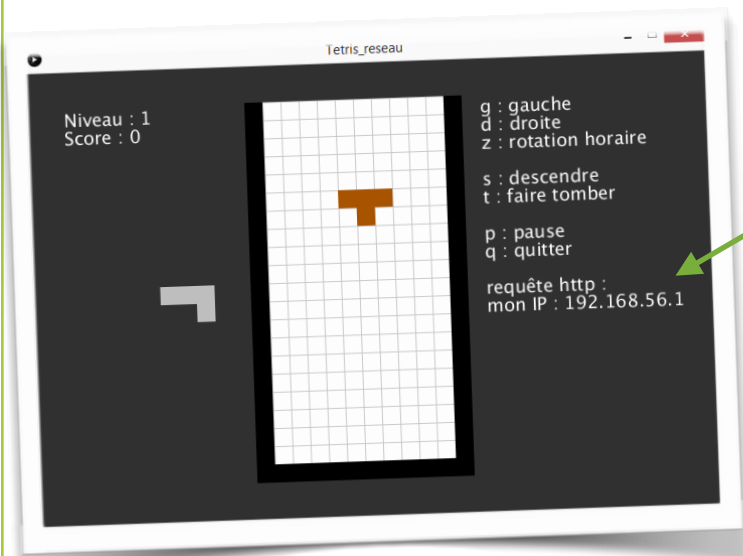 Tetris_reseau
Niveau : 1
Score : 0
g : gauche
d : droite
z : rotation horaire
s : descendre
t : faire tomber
p : pause
q : quitter
requête http :
mon IP : 192.168.56.1